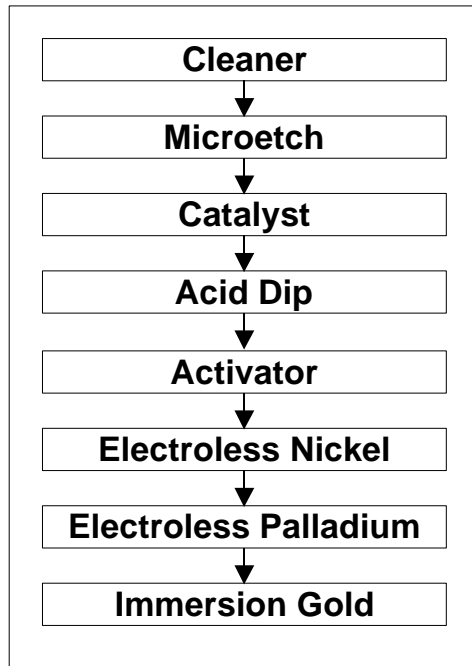 Cleaner
Microetch
Catalyst
Acid Dip
Activator
Electroless Nickel
Electroless Palladium
Immersion Gold